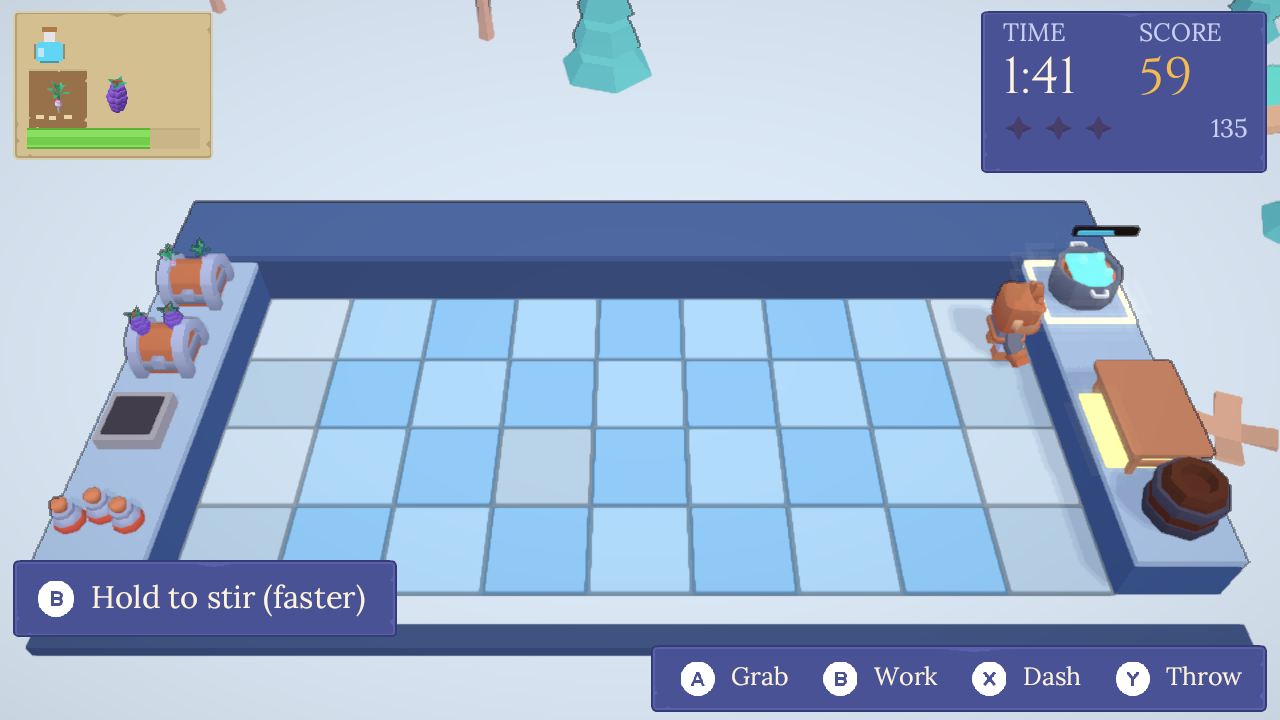 TIME
SCORE
1:41
59
135
B Hold to stir (faster)
A Grab B Work X Dash Y Throw